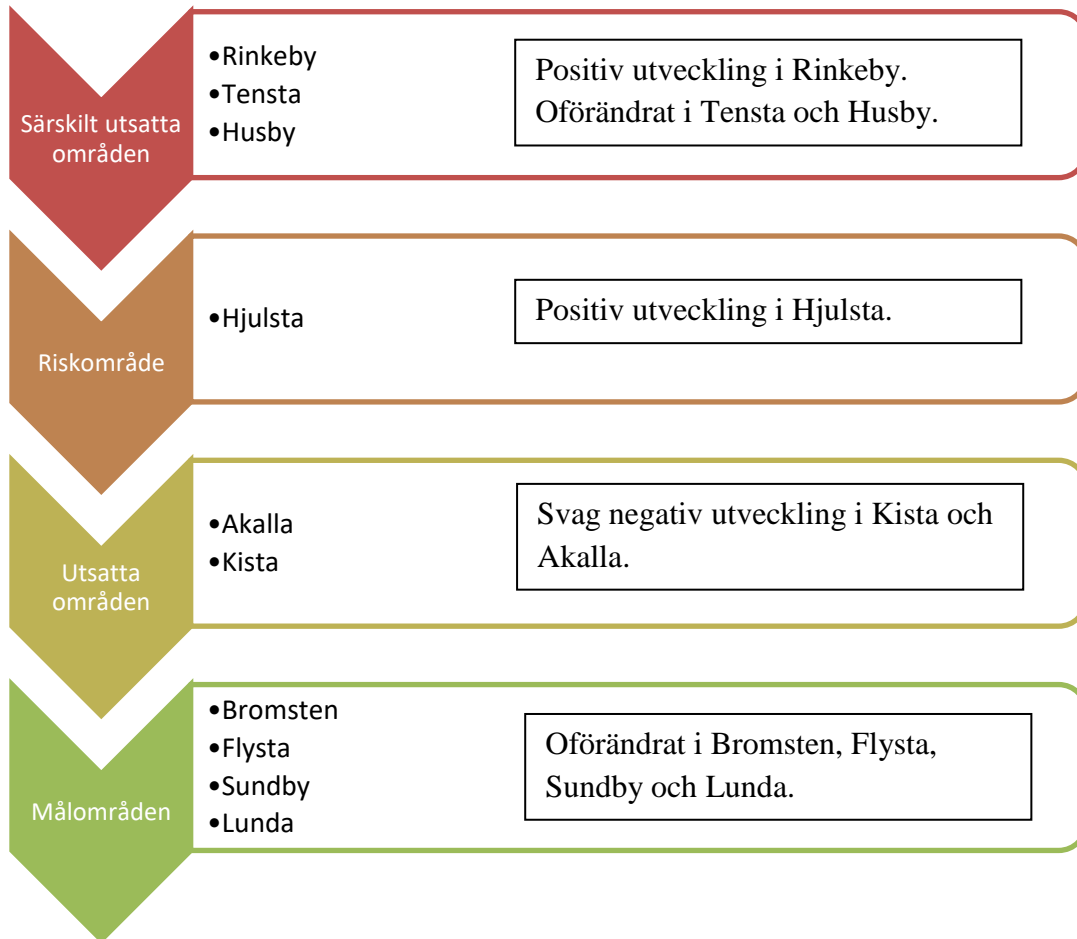 Särskilt utsatta
områden
•Rinkeby
•Tensta
•Husby
Positiv utveckling i Rinkeby.
Oförändrat i Tensta och Husby.
Riskområde
•Hjulsta
Positiv utveckling i Hjulsta.
Utsatta
områden
•Akalla
•Kista
Svag negativ utveckling i Kista och
Akalla.
Målområden
•Bromsten
•Flysta
•Sundby
•Lunda
Oförändrat i Bromsten, Flysta,
Sundby och Lunda.